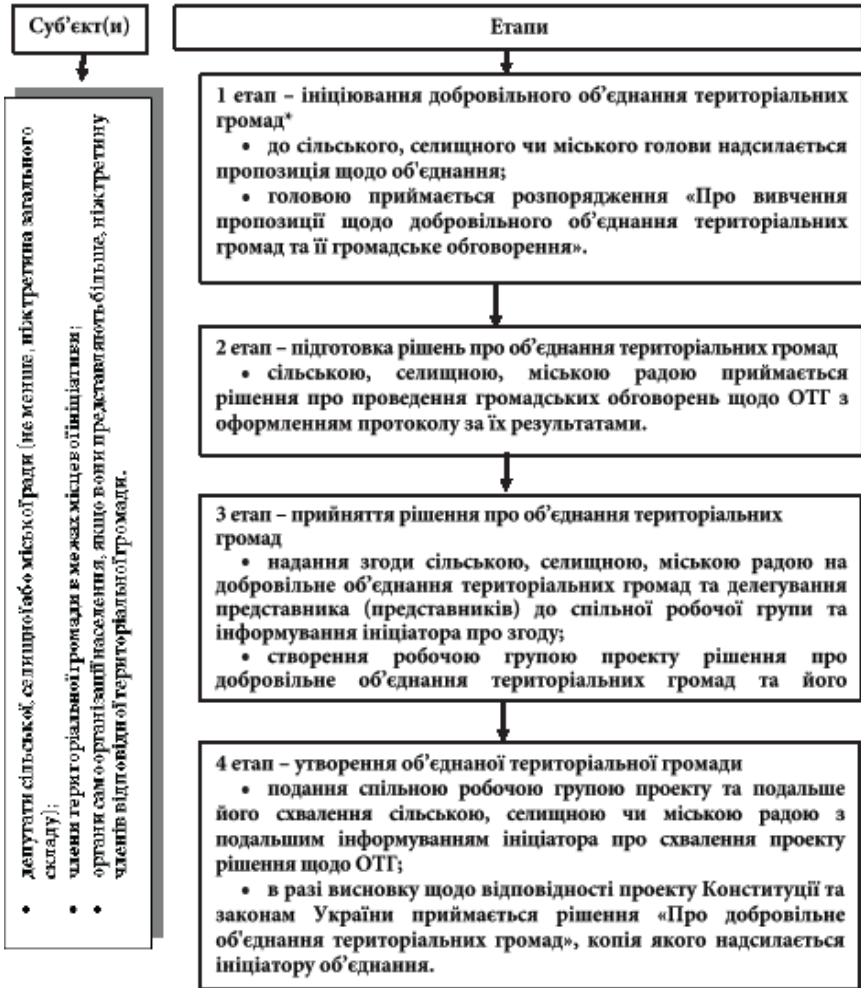 Суб’єкт(и)
Етапи
депутати сільської, селищної або міської ради (не менше, ніж третина загального
складу);
члени територіальної громади в межах місцевої ініціативи;
органи самоорганізації населення, якщо вони представляють більше, ніж третину
членів відповідної територіальної громади.
1 етап – ініціювання добровільного об’єднання територіальних
громад*
• до сільського, селищного чи міського голови надсилається
пропозиція щодо об'єднання;
• головою приймається розпорядження «Про вивчення
пропозиції щодо добровільного об’єднання територіальних
громад та її громадське обговорення».
2 етап – підготовка рішень про об’єднання територіальних громад
• сільською, селищною, міською радою приймається
рішення про проведення громадських обговорень щодо ОТГ з
оформленням протоколу за їх результатами.
3 етап – прийняття рішення про об’єднання територіальних
громад
• надання згоди сільською, селищною, міською радою на
добровільне об’єднання територіальних громад та делегування
представника (представників) до спільної робочої групи та
інформування ініціатора про згоду;
• створення робочою групою проекту рішення про
добровільне об’єднання територіальних громад та його
4 етап – утворення об’єднаної територіальної громади
• подання спільною робочою групою проекту та подальше
його схвалення сільською, селищною чи міською радою з
подальшим інформуванням ініціатора про схвалення проекту
рішення щодо ОТГ;
• в разі висновку щодо відповідності проекту Конституції та
законам України приймається рішення «Про добровільне
об'єднання територіальних громад», копія якого надсилається
ініціатору об’єднання.